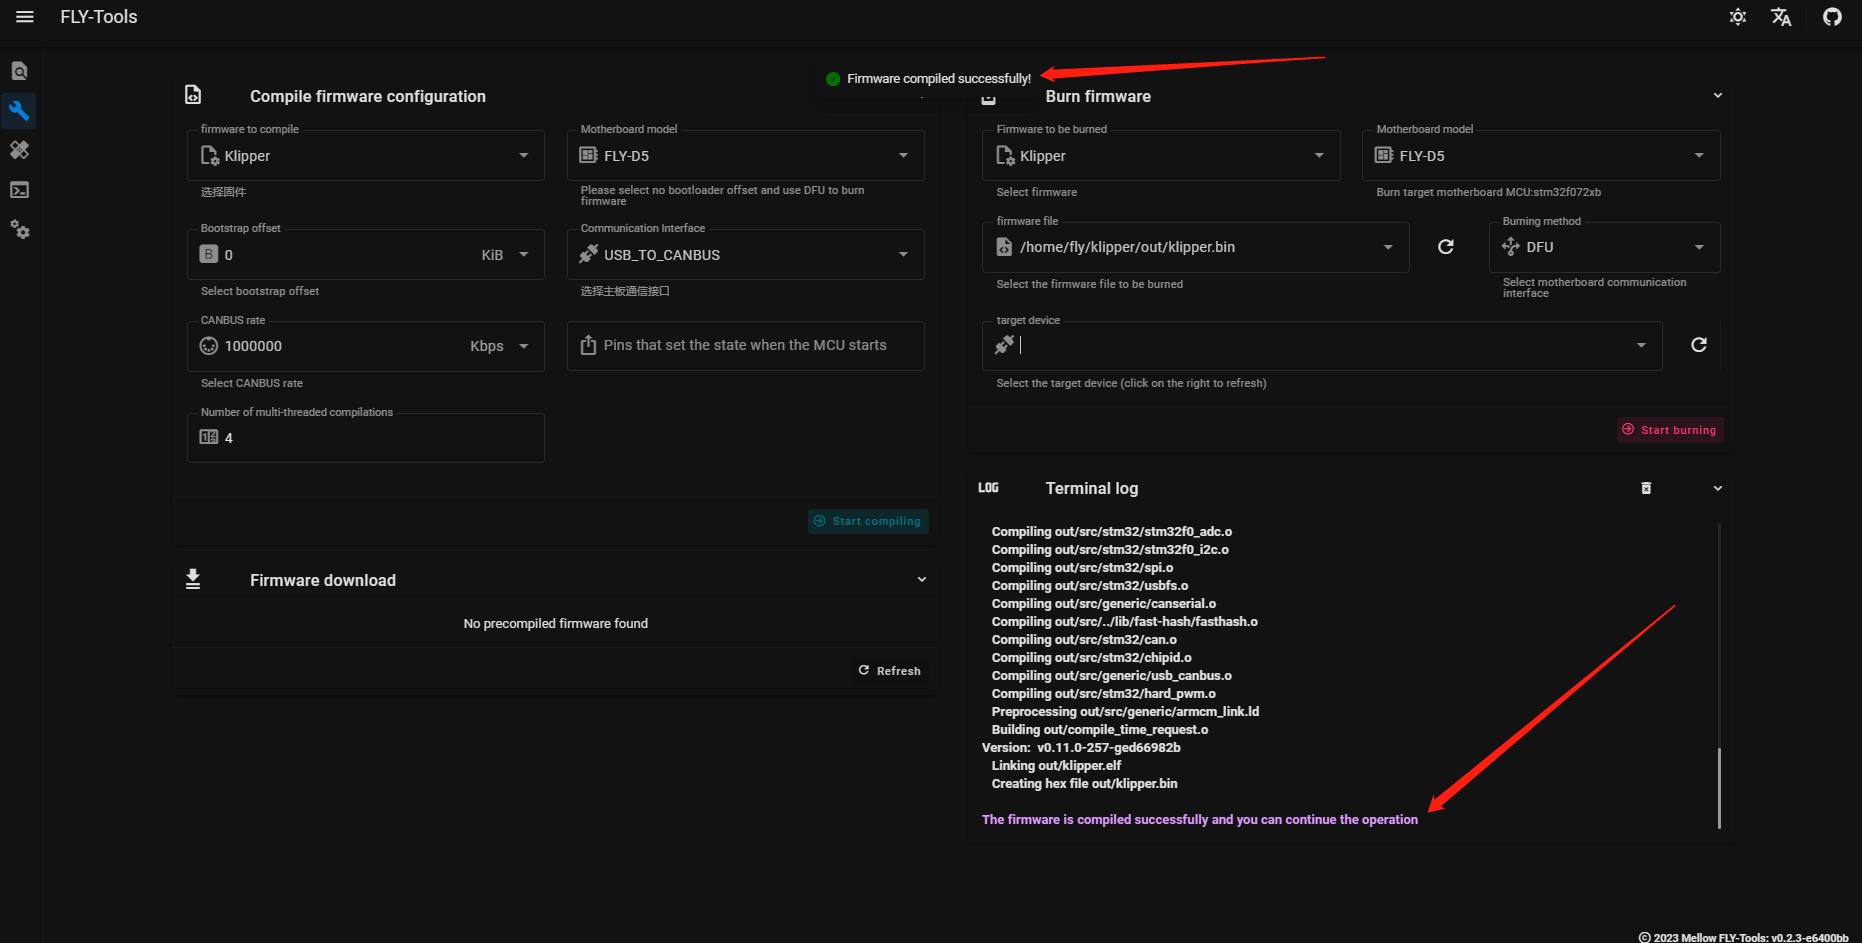 FLY-Tools
Firmware compiled successfully!
Compile firmware configuration
firmware to compile
Klipper
选择固件
Motherboard model
FLY-D5
Please select no bootloader offset and use DFU to burn
firmware
Bootstrap offset
B 0 KiB
Select bootstrap offset
Communication Interface
USB_TO_CANBUS
选择主板通信接口
CANBUS rate
1000000 Kbps
Select CANBUS rate
Pins that set the state when the MCU starts
Number of multi-threaded compilations
4
Start compiling
Firmware download
No precompiled firmware found
Refresh
Burn firmware
Firmware to be burned
Klipper
Select firmware
Motherboard model
FLY-D5
Burn target motherboard MCU:stm32f072xb
firmware file
/home/fly/klipper/out/klipper.bin
Select the firmware file to be burned
Burning method
DFU
Select motherboard communication
interface
target device
Select the target device (click on the right to refresh)
Start burning
LOG Terminal log
Compiling out/src/stm32/stm32f0_adc.o
Compiling out/src/stm32/stm32f0_i2c.o
Compiling out/src/stm32/spi.o
Compiling out/src/stm32/usbfs.o
Compiling out/src/generic/canserial.o
Compiling out/src/../lib/fast-hash/fasthash.o
Compiling out/src/stm32/can.o
Compiling out/src/stm32/chipid.o
Compiling out/src/generic/usb_canbus.o
Compiling out/src/stm32/hard_pwm.o
Preprocessing out/src/generic/armcm_link.ld
Building out/compile_time_request.o
Version: v0.11.0-257-ged66982b
Linking out/klipper.elf
Creating hex file out/klipper.bin
The firmware is compiled successfully and you can continue the operation
© 2023 Mellow FLY-Tools: v0.2.3-e6400bb